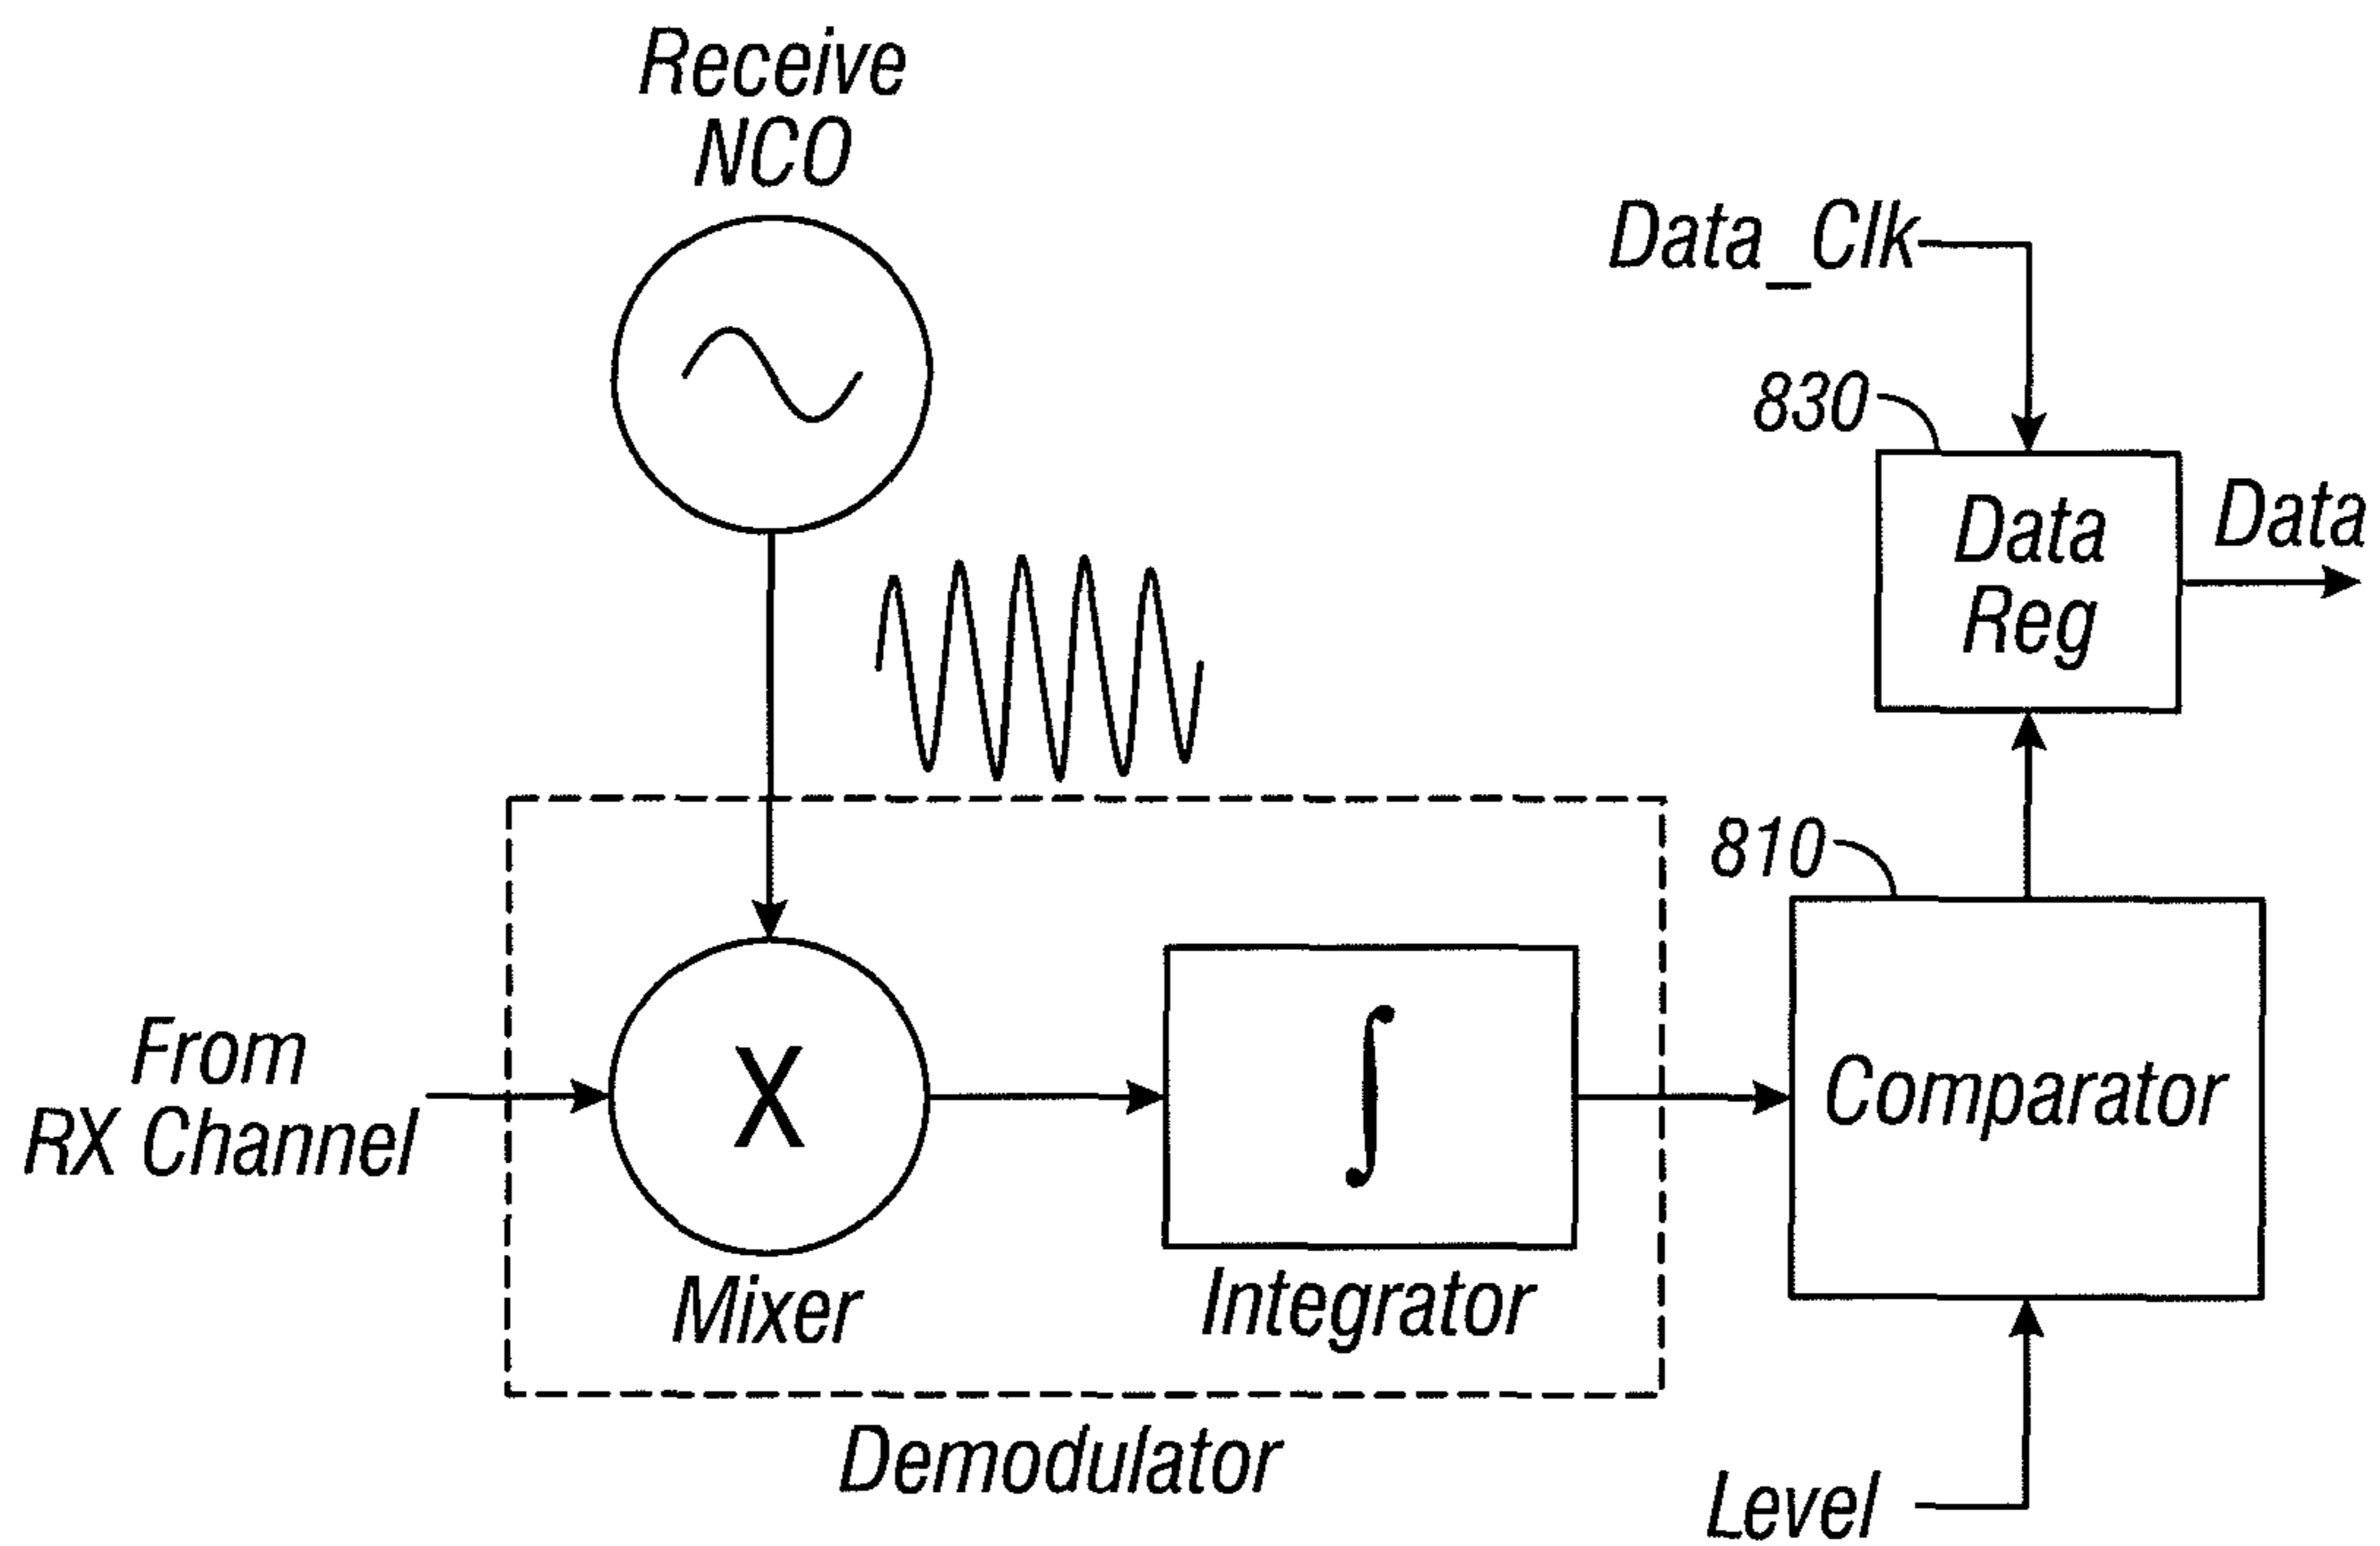 Receive
NCO
Data_Clk
830
Data
Reg
Data
810
From
RX Channel
X
∫
Comparator
Mixer
Integrator
Demodulator
Level